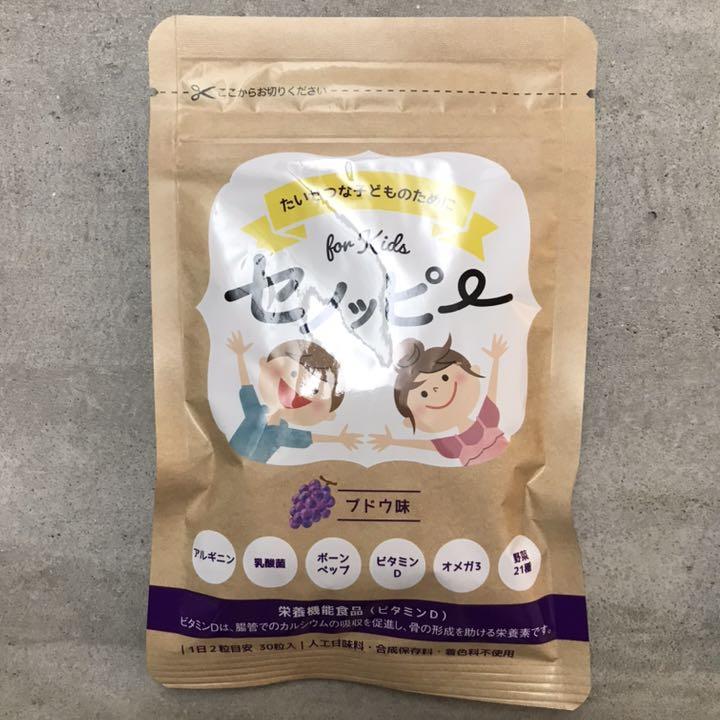 ここからお切りください
たいせつな子どものために
for Kids
セノッピー
ブドウ味
アルギニン
乳酸菌
ボーン
ペップ
ビタミン
D
オメガ3
野菜
21種
栄養機能食品(ビタミンD)
ビタミンDは、腸管でのカルシウムの吸収を促進し、骨の形成を助ける栄養素です。
1日2粒目安 30粒入 | 人工甘味料・合成保存料・着色料不使用